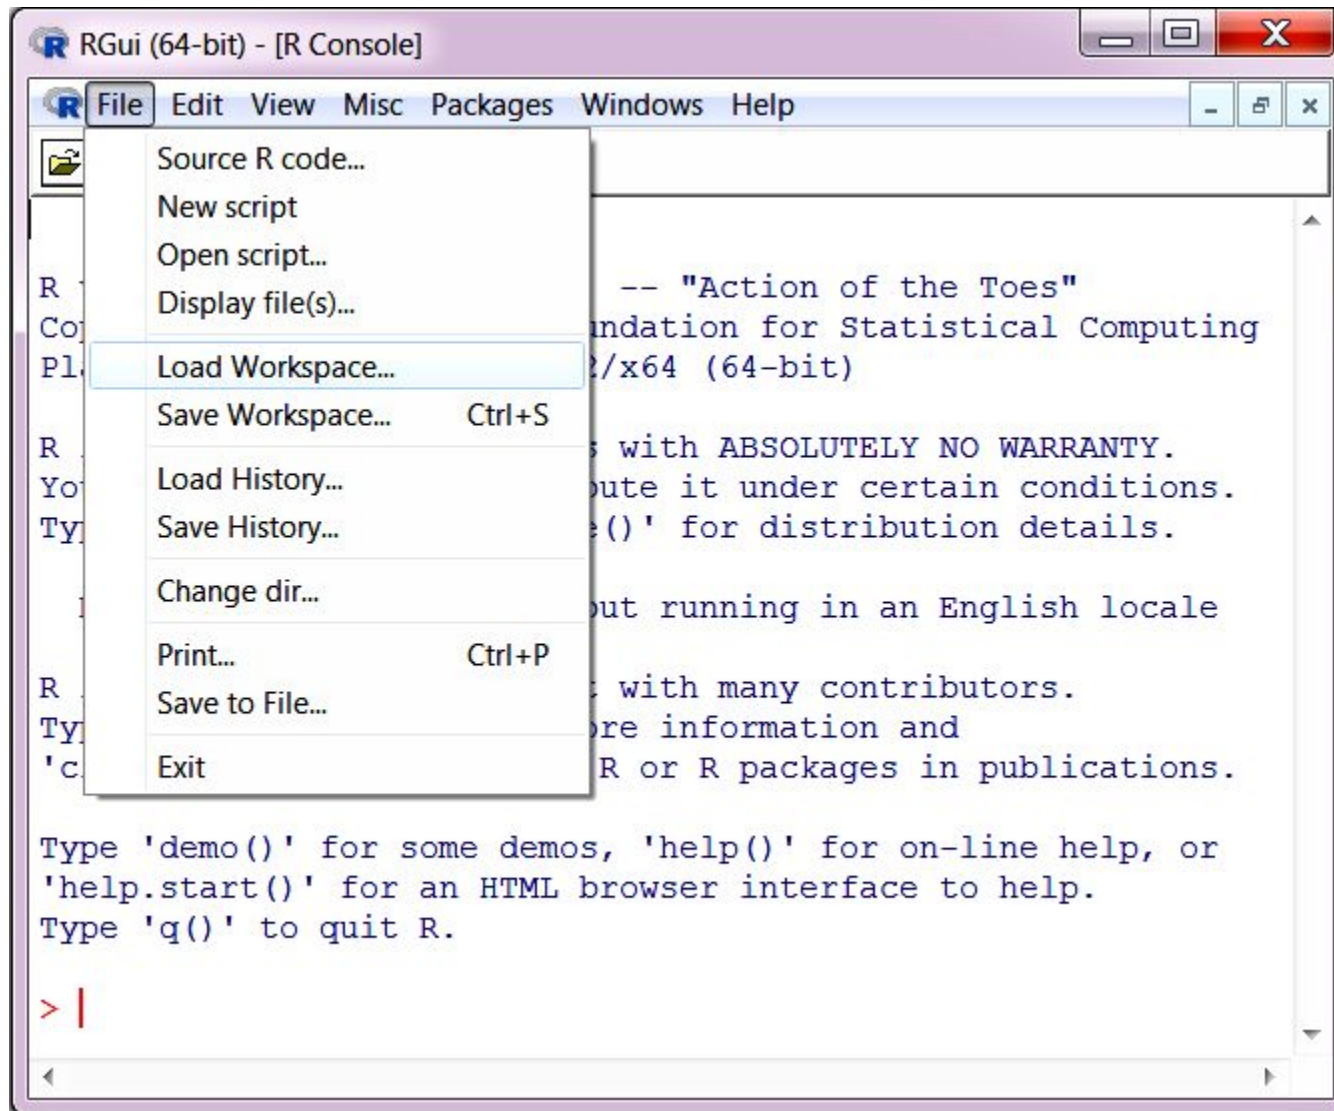 RGui (64-bit) - [R Console]
File Edit View Misc Packages Windows Help
Source R code...
New script
Open script...
Display file(s)...
Load Workspace...
Save Workspace... Ctrl+S
Load History...
Save History...
Change dir...
Print... Ctrl+P
Save to File...
Exit
R -- "Action of the Toes"
for Statistical Computing
/x64 (64-bit)
R with ABSOLUTELY NO WARRANTY.
it under certain conditions.
()' for distribution details.
running in an English locale
R with many contributors.
information and
R or R packages in publications.
Type 'demo()' for some demos, 'help()' for on-line help, or
'help.start()' for an HTML browser interface to help.
Type 'q()' to quit R.
>